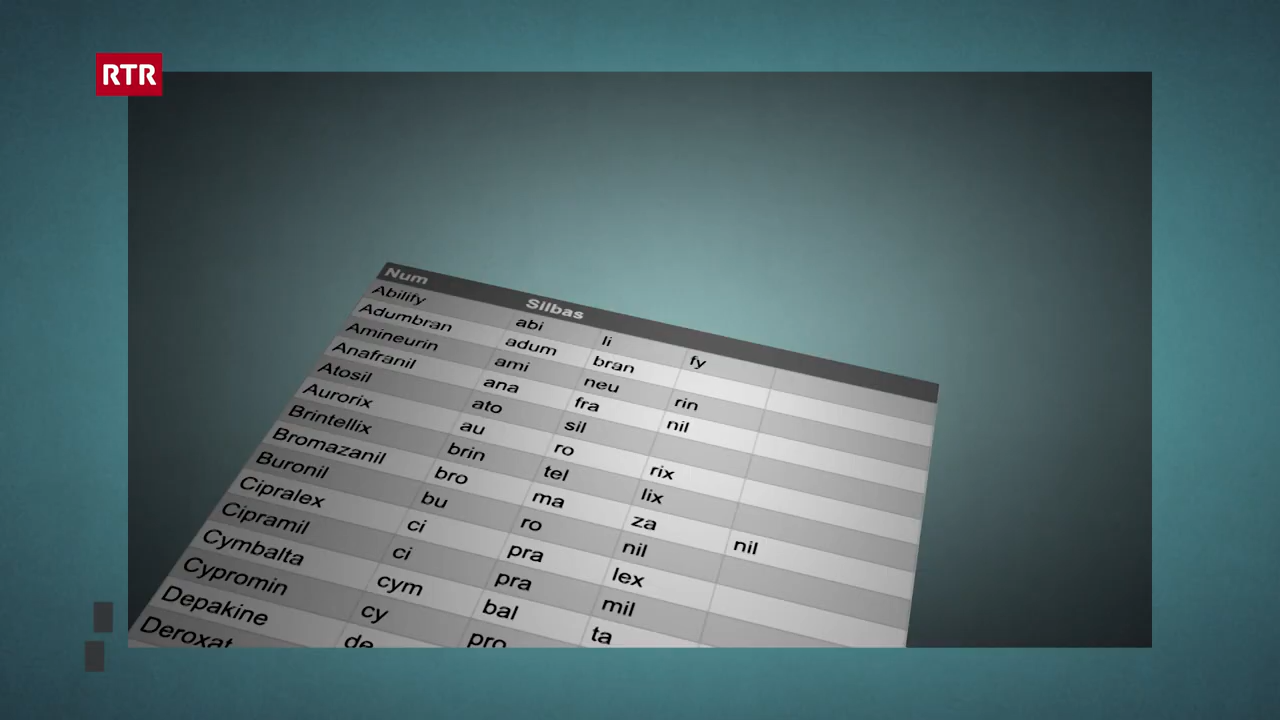 RTR
Num Silbas
Abilify abi li fy
Adumbran adum bran
Amineurin ami neu rin
Anafranil ana fra nil
Atosil ato sil
Aurorix au ro rix
Brintellix brin tel lix
Bromazanil bro ma za nil
Buronil bu ro nil
Cipralex ci pra lex
Cipramil ci pra mil
Cymbalta cym bal ta
Cypromin cy pro
Depakine de
Deroxat